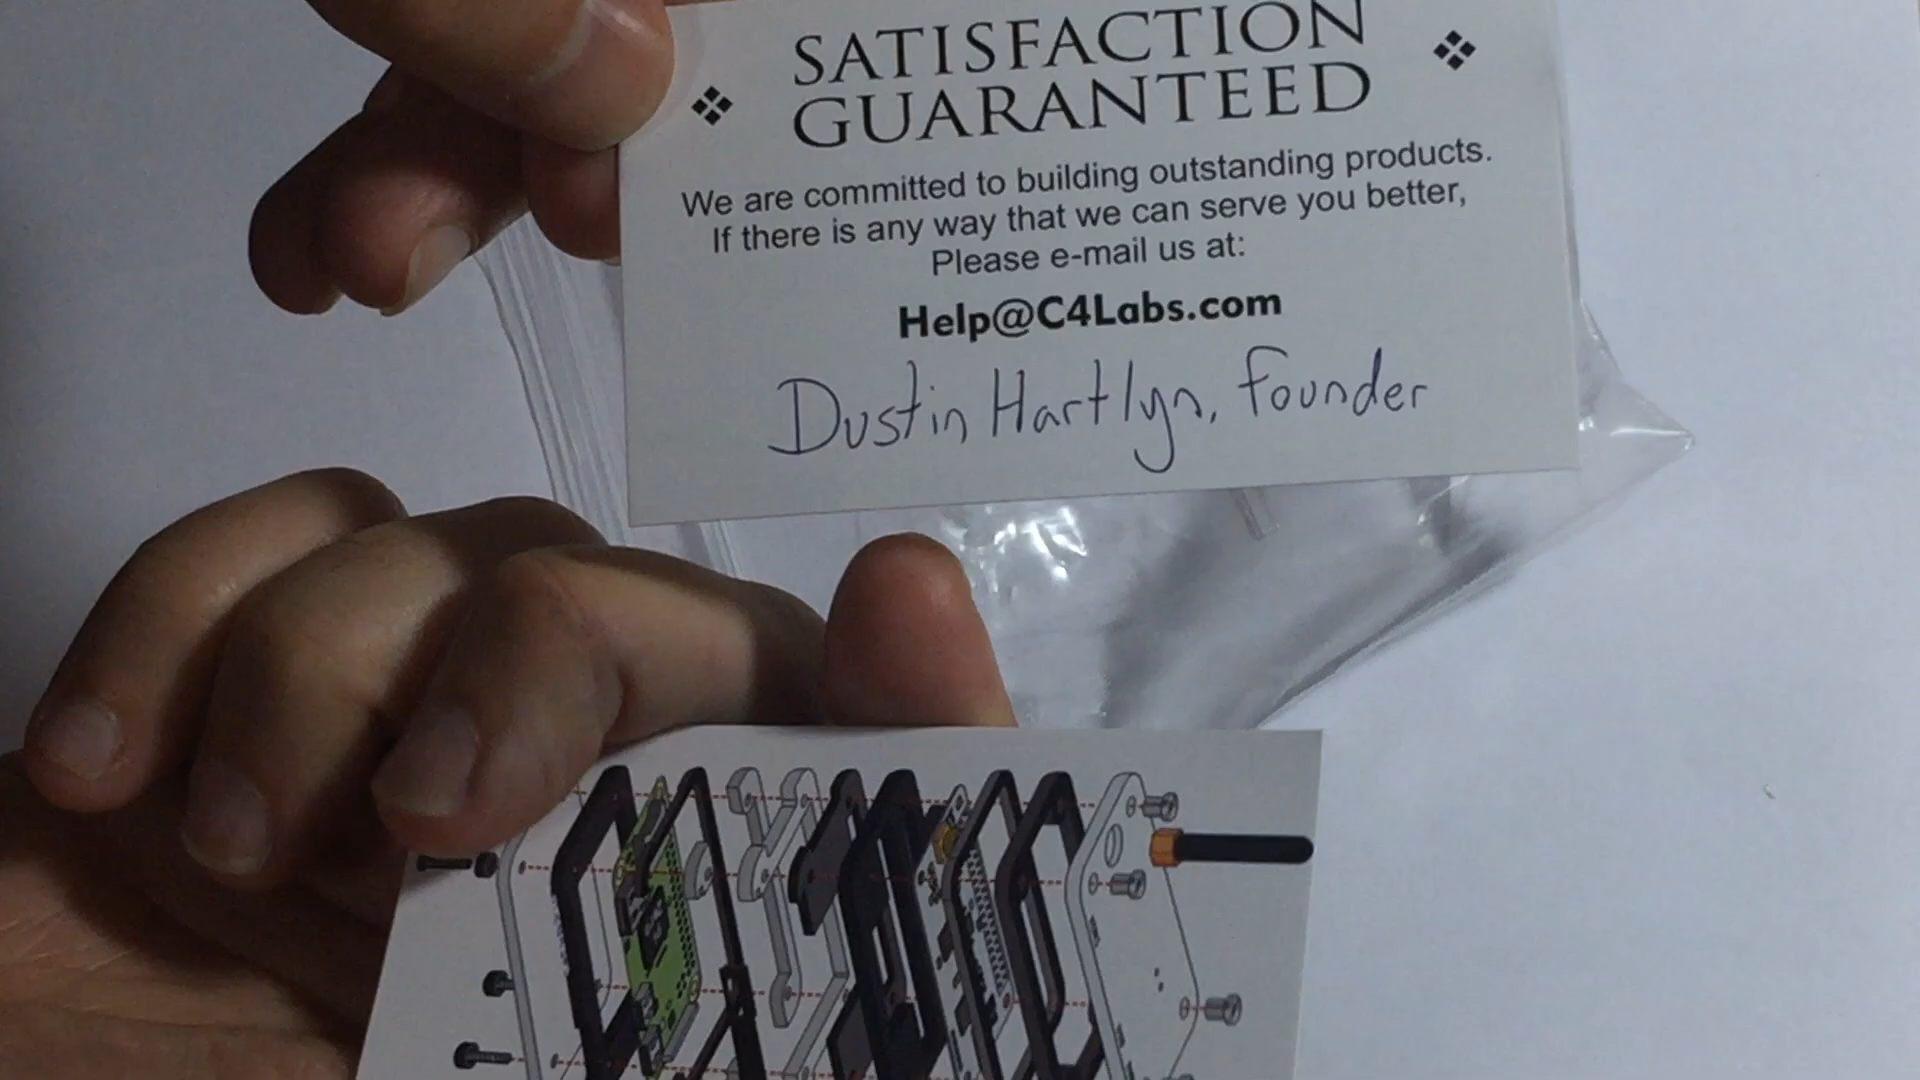 SATISFACTION
GUARANTEED
We are committed to building outstanding products.
If there is any way that we can serve you better,
Please e-mail us at:
Help@C4Labs.com
Dustin Hartlyn, Founder